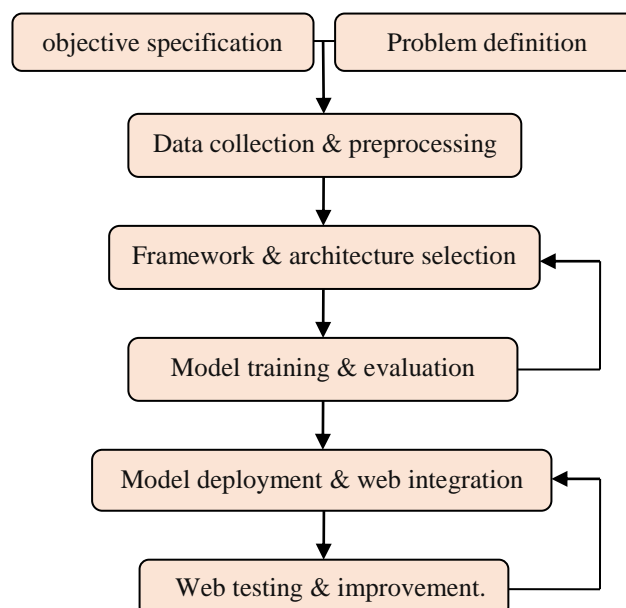 objective specification
Problem definition
Data collection & preprocessing
Framework & architecture selection
Model training & evaluation
Model deployment & web integration
Web testing & improvement.